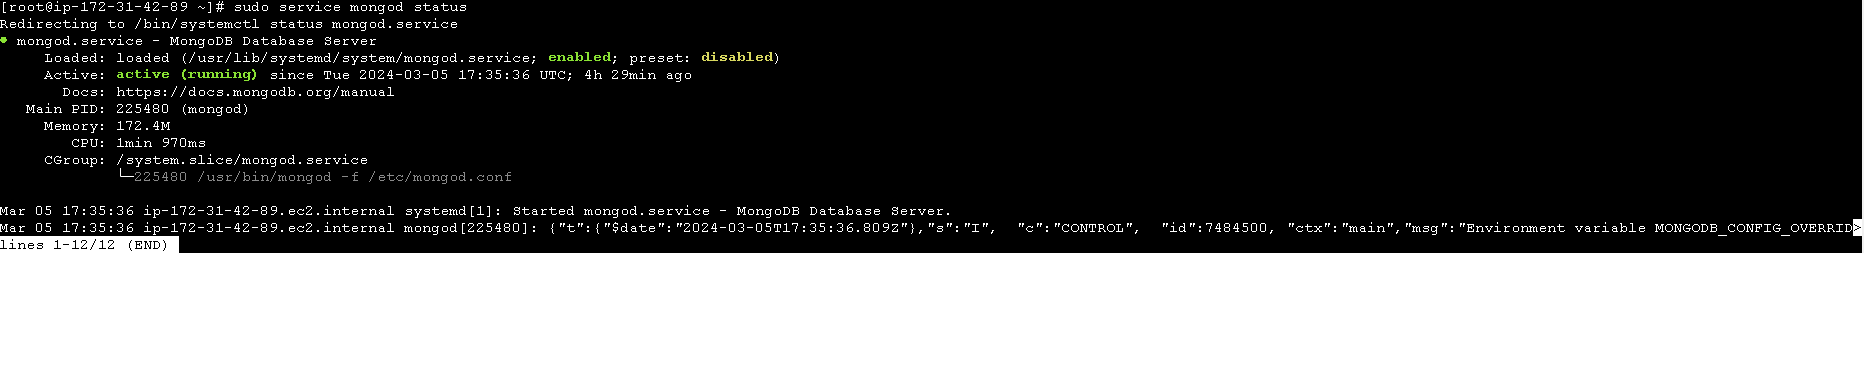 [root@ip-172-31-42-89 ~]# sudo service mongod status
Redirecting to /bin/systemctl status mongod.service
● mongod.service - MongoDB Database Server
     Loaded: loaded (/usr/lib/systemd/system/mongod.service; enabled; preset: disabled)
     Active: active (running) since Tue 2024-03-05 17:35:36 UTC; 4h 29min ago
       Docs: https://docs.mongodb.org/manual
   Main PID: 225480 (mongod)
     Memory: 172.4M
        CPU: 1min 970ms
     CGroup: /system.slice/mongod.service
             └─225480 /usr/bin/mongod -f /etc/mongod.conf
Mar 05 17:35:36 ip-172-31-42-89.ec2.internal systemd[1]: Started mongod.service - MongoDB Database Server.
Mar 05 17:35:36 ip-172-31-42-89.ec2.internal mongod[225480]: {"t":{"$date":"2024-03-05T17:35:36.809Z"},"s":"I",  "c":"CONTROL",  "id":7484500, "ctx":"main","msg":"Environment variable MONGODB_CONFIG_OVERRID>
lines 1-12/12 (END)